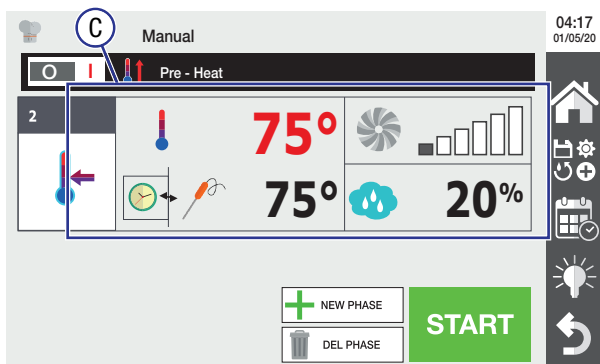 C
Manual
04:17
01/05/20
O I
Pre - Heat
2
75°
75°
20%
NEW PHASE
DEL PHASE
START